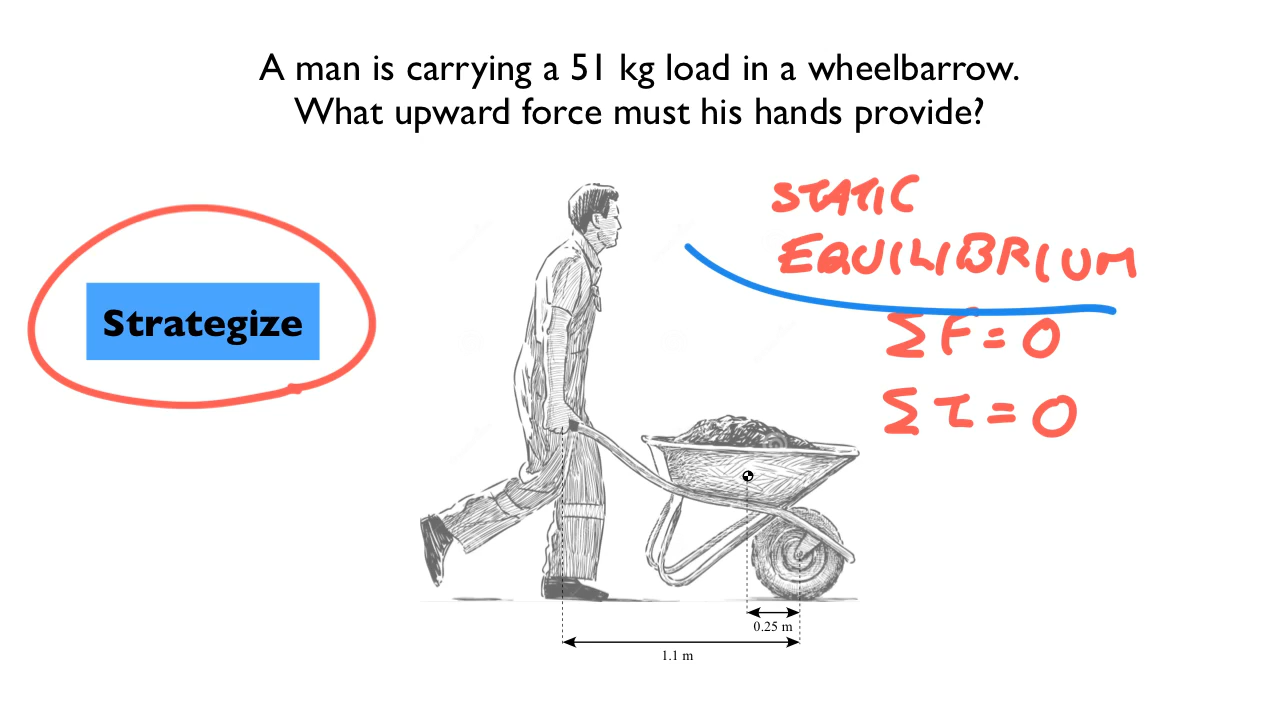 A man is carrying a 51 kg load in a wheelbarrow.
What upward force must his hands provide?
STATIC
EQUILIBRIUM
Strategize
ΣF=0
Στ=0
0.25 m
1.1 m